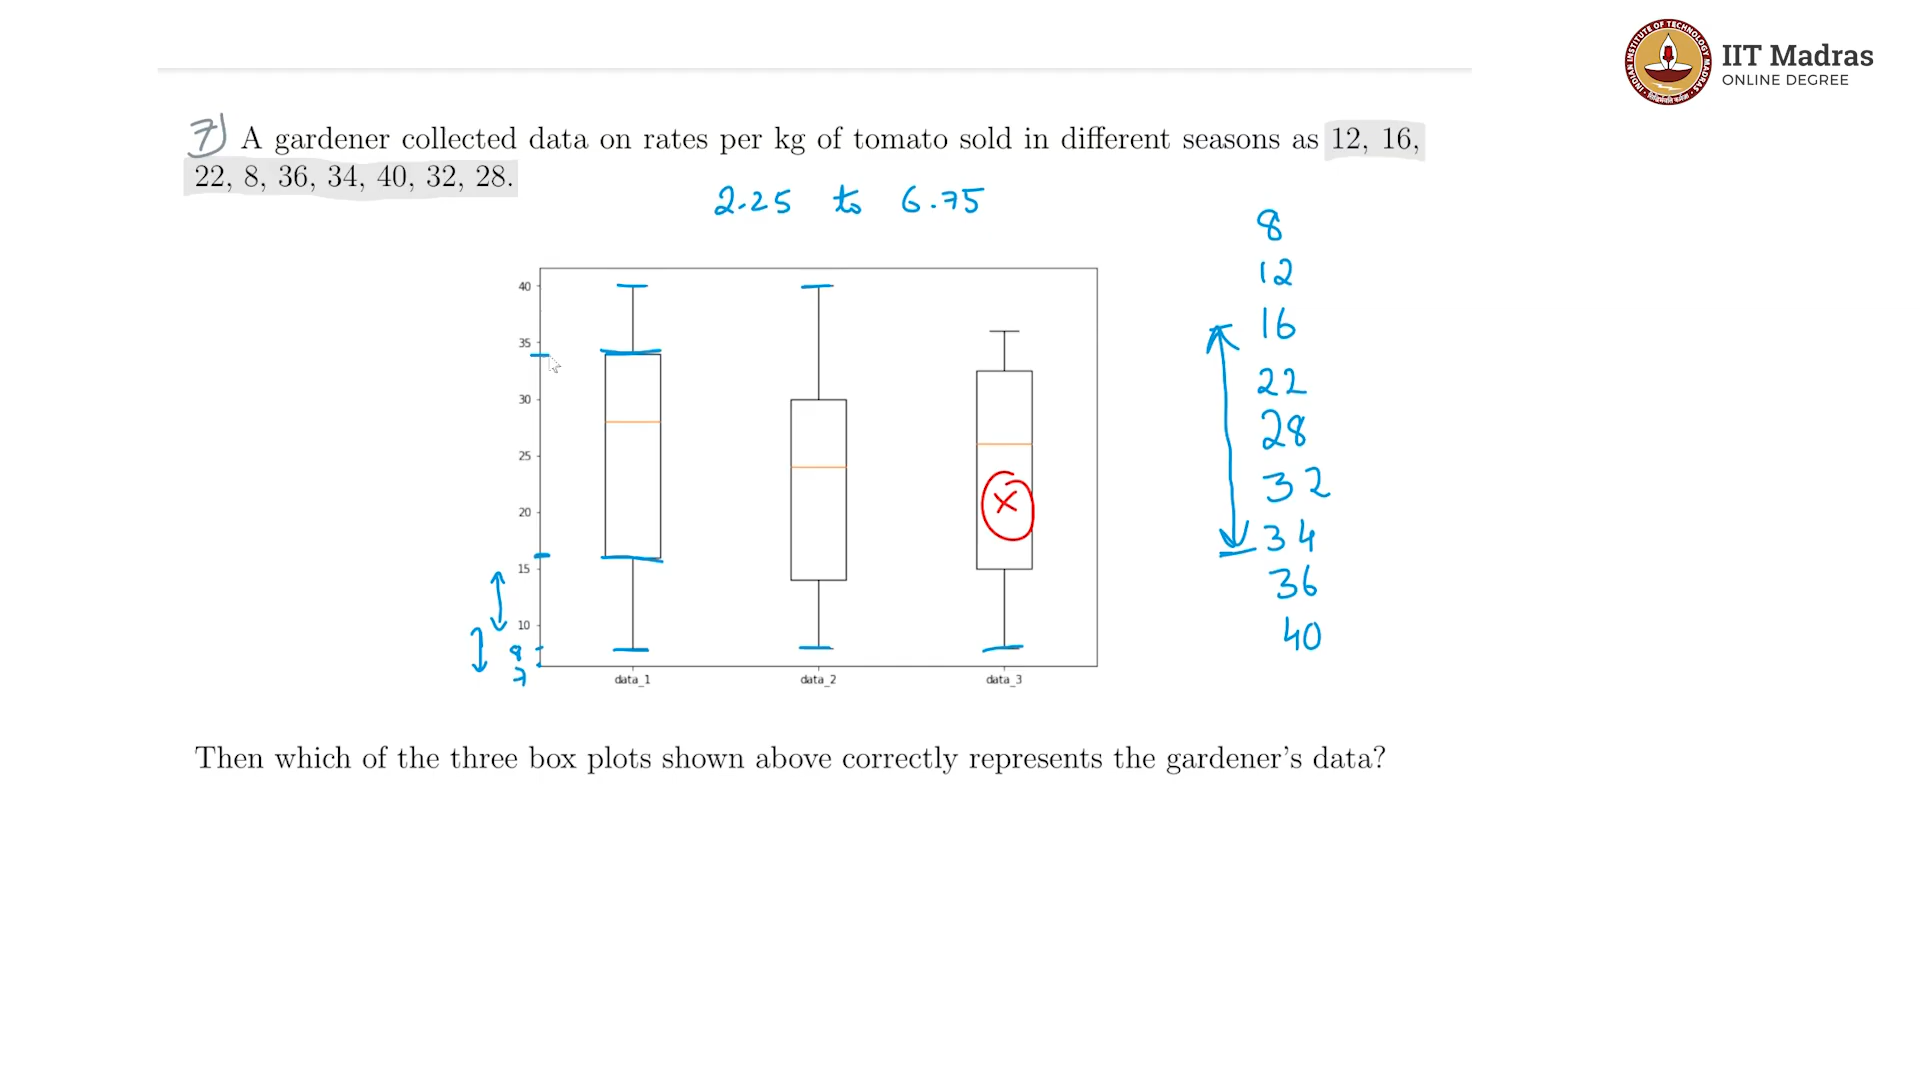 IIT Madras
ONLINE DEGREE
7) A gardener collected data on rates per kg of tomato sold in different seasons as 12, 16,
22, 8, 36, 34, 40, 32, 28.
2.25 to 6.75
8
12
16
22
28
32
34
36
40
40
35
30
25
20
15
10
8
7
data_1 data_2 data_3
Then which of the three box plots shown above correctly represents the gardener's data?